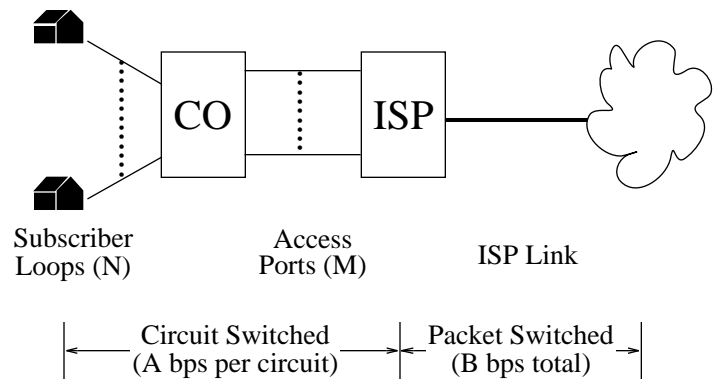 CO
ISP
Subscriber
Loops (N)
Access
Ports (M)
ISP Link
Circuit Switched
(A bps per circuit)
Packet Switched
(B bps total)